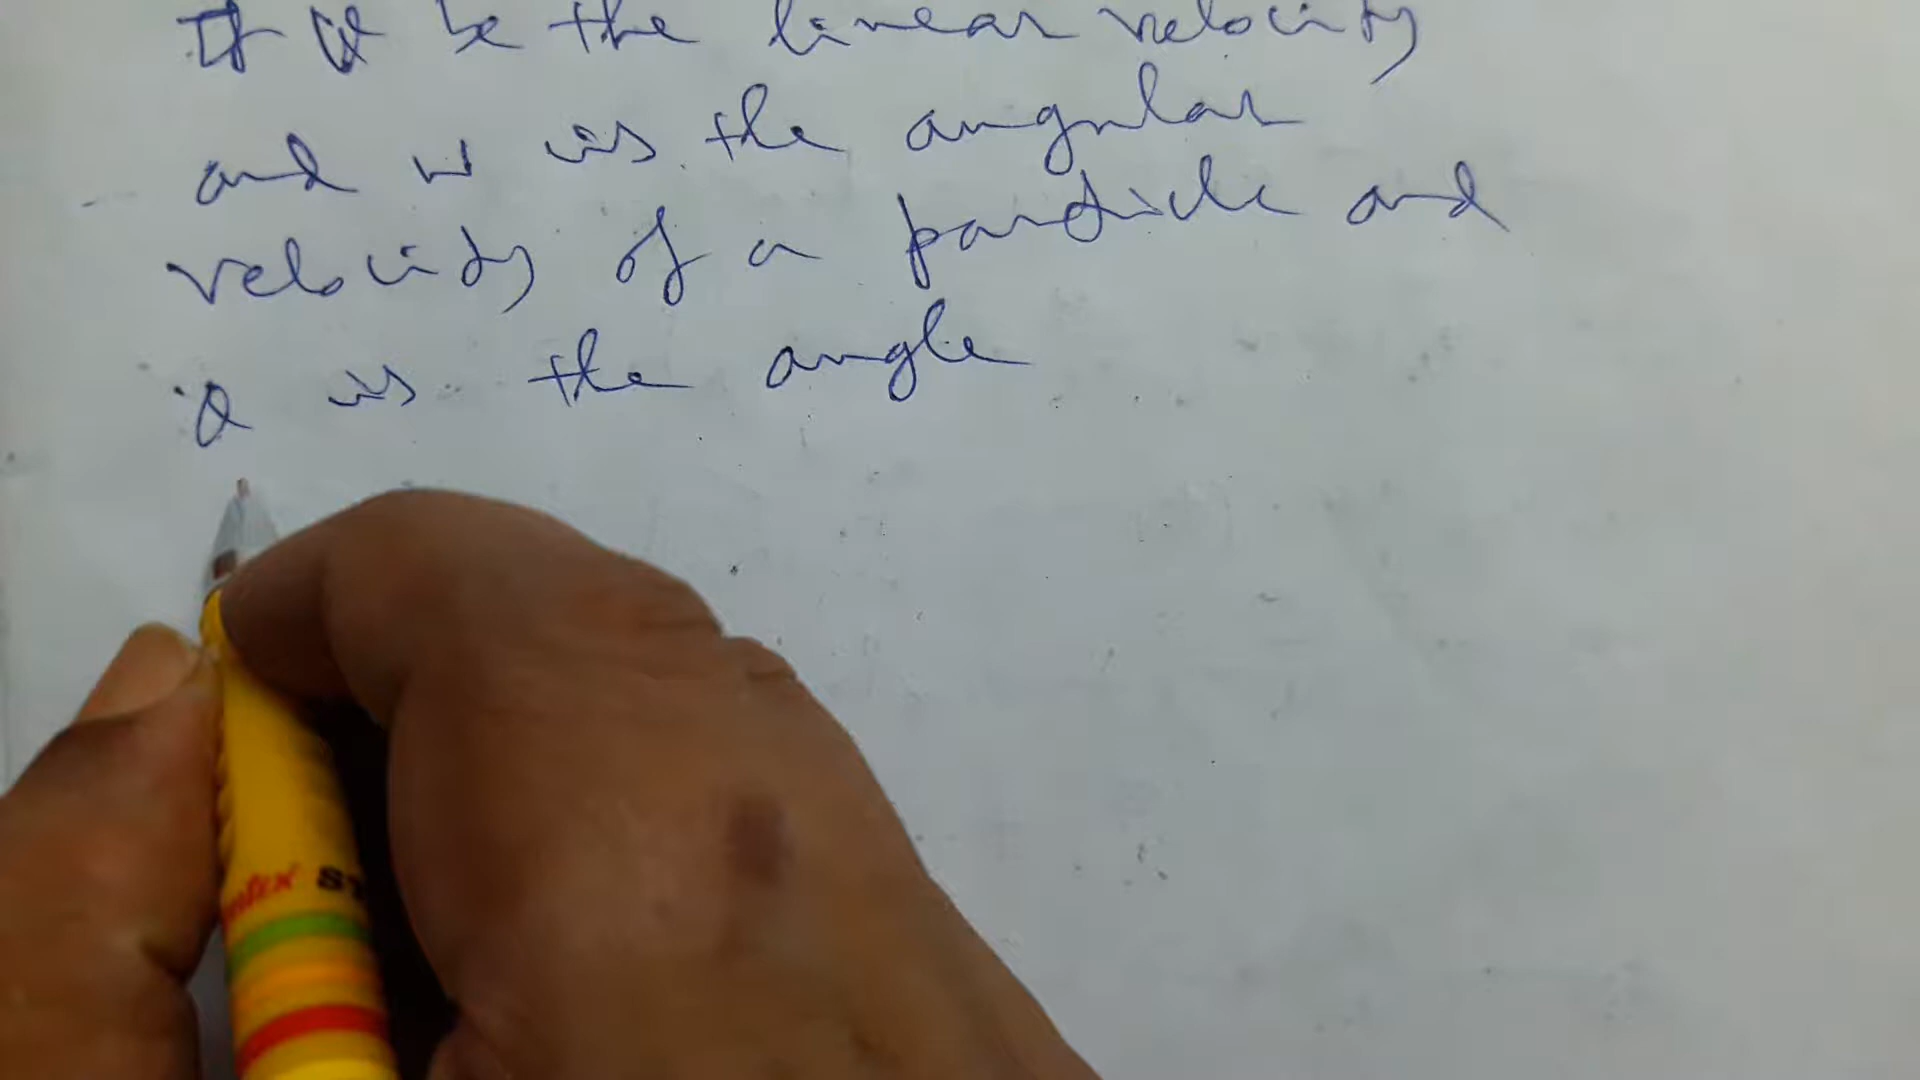 If v be the linear velocity
and w is the angular
velocity of a particle and
θ is the angle